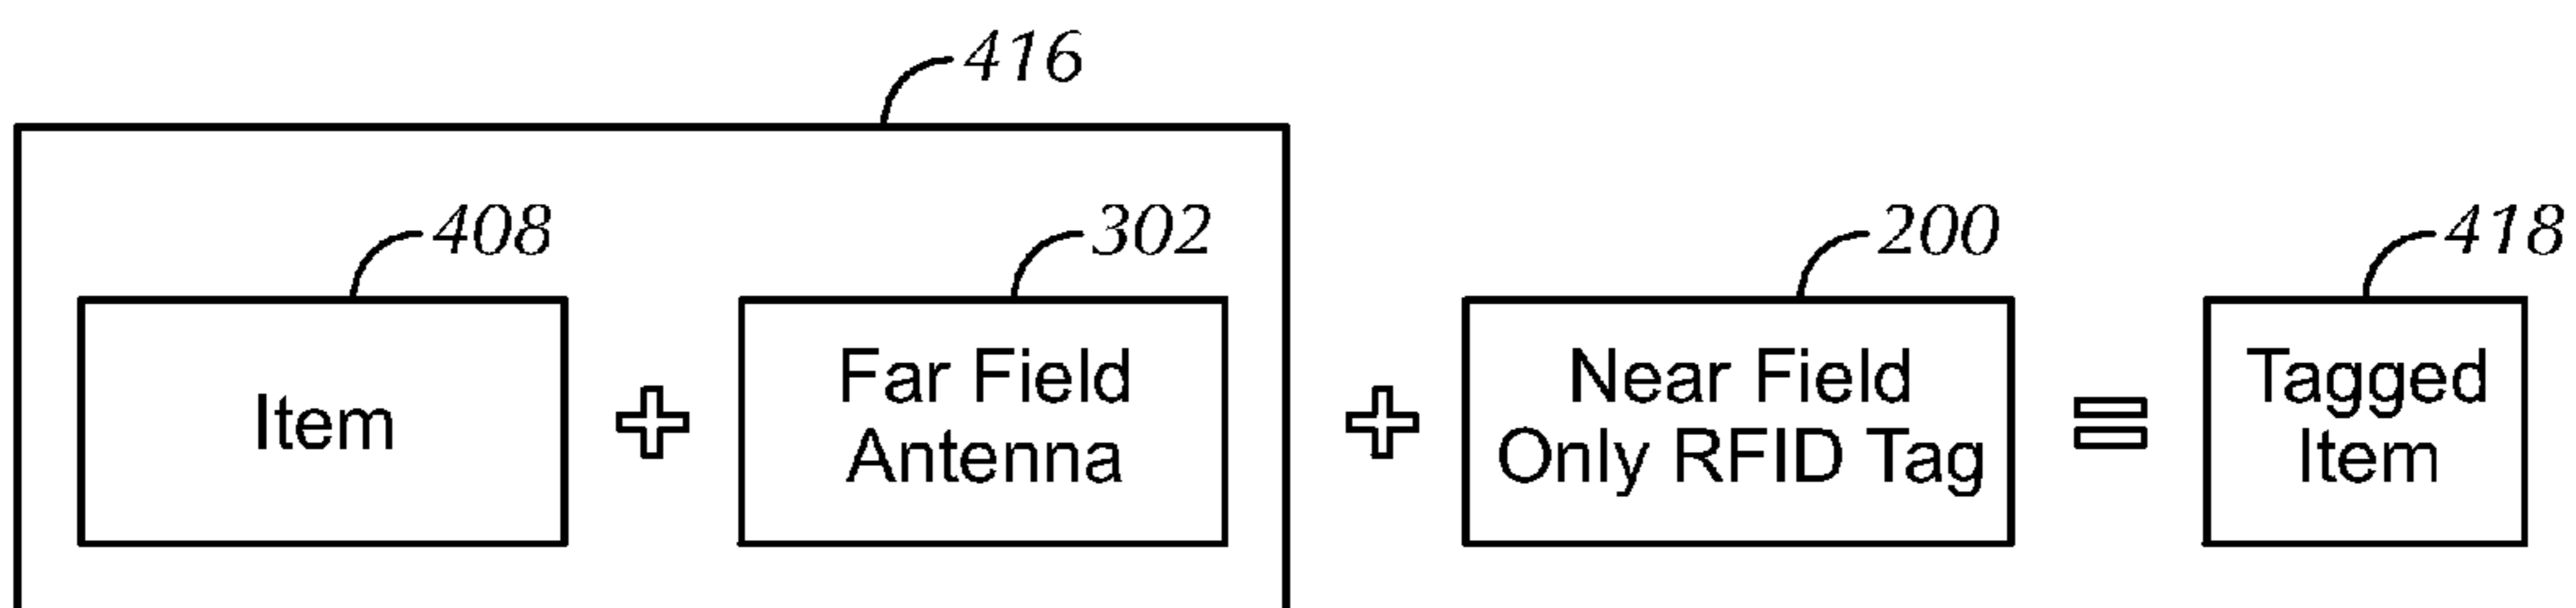 416
408
302
200
418
Item
+
Far Field
Antenna
+
Near Field
Only RFID Tag
=
Tagged
Item